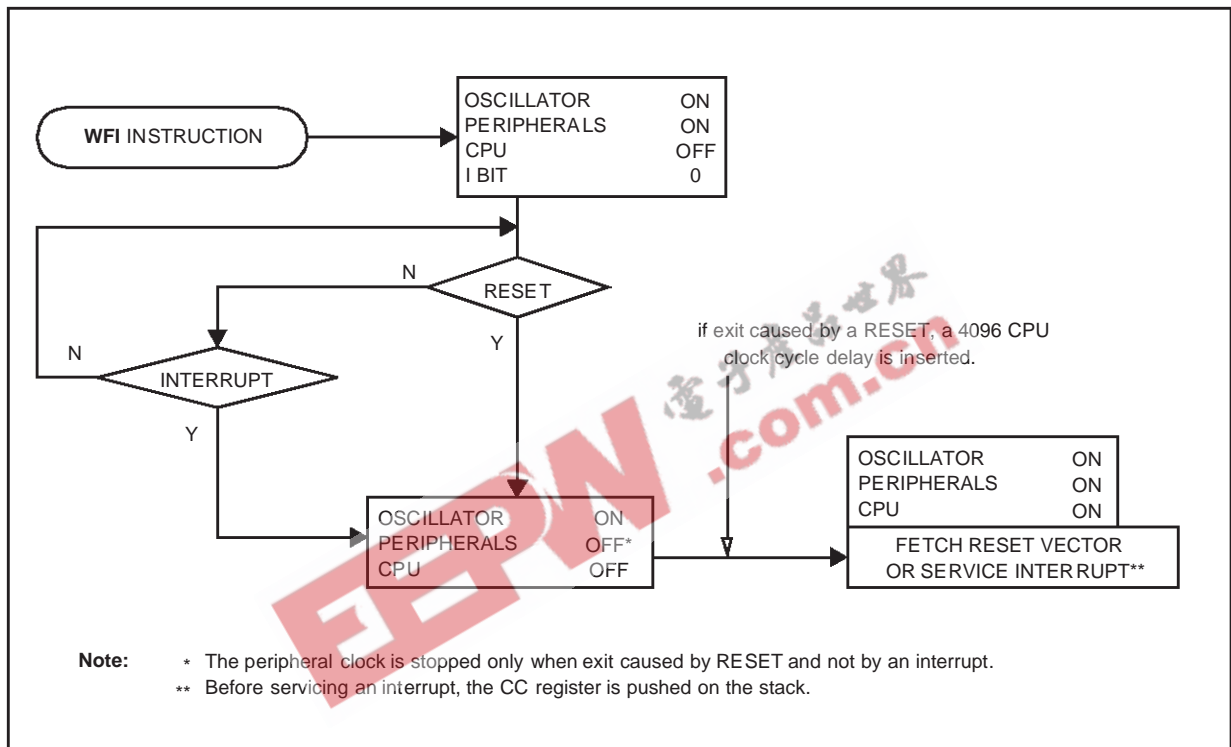 WFI INSTRUCTION
OSCILLATOR ON
PERIPHERALS ON
CPU OFF
I BIT 0
N
RESET
Y
N
INTERRUPT
Y
if exit caused by a RESET, a 4096 CPU
clock cycle delay is inserted.
OSCILLATOR ON
PERIPHERALS OFF*
CPU OFF
OSCILLATOR ON
PERIPHERALS ON
CPU ON
FETCH RESET VECTOR
OR SERVICE INTERRUPT**
Note: * The peripheral clock is stopped only when exit caused by RESET and not by an interrupt.
** Before servicing an interrupt, the CC register is pushed on the stack.
EEPW
電子產品世界
.com.cn